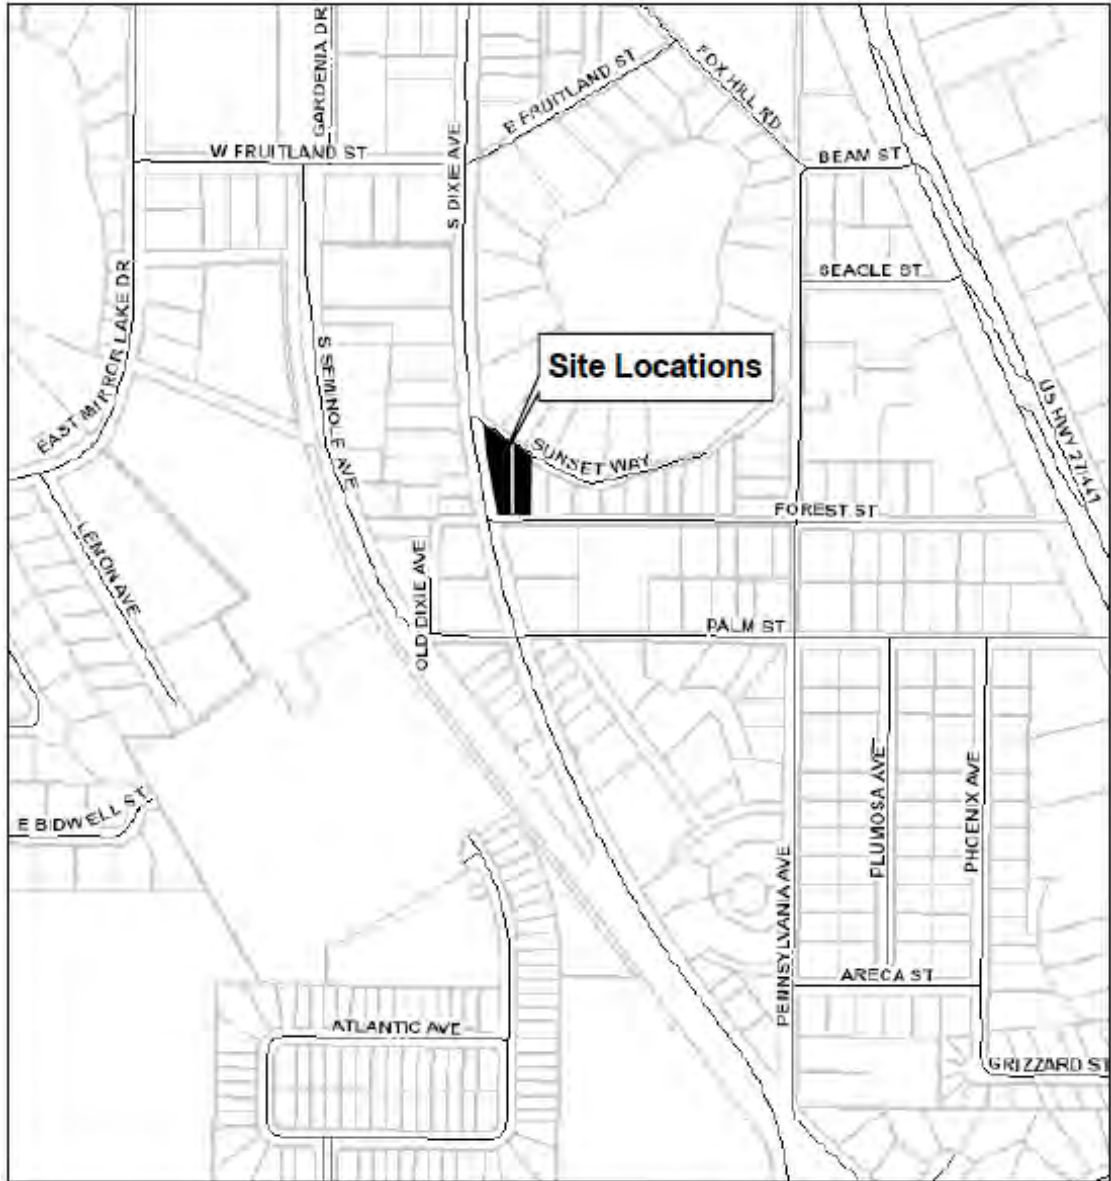 GARDENIA DR
FOX HILL RD
E FRUITLAND ST
W FRUITLAND ST
S DIXIE AVE
BEAM ST
SEAGLE ST
EAST MIRROR LAKE DR
Site Locations
S SEMINOLE AVE
US HWY 27/441
SUNSET WAY
FOREST ST
LEMON AVE
OLD DIXIE AVE
PALM ST
E BIDWELL ST
PLUMOSA AVE
PHOENIX AVE
PENNSYLVANIA AVE
ARECA ST
ATLANTIC AVE
GRIZZARD ST